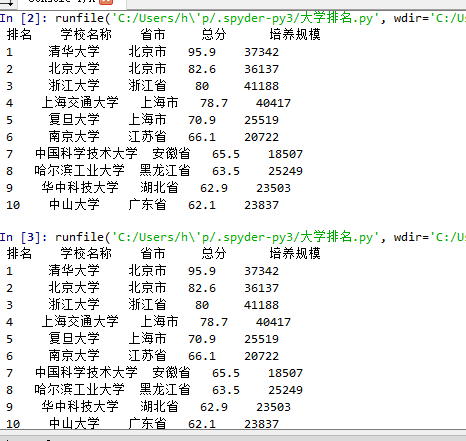 In [2]: runfile('C:/Users/h\'p/.spyder-py3/大学排名.py', wdir='C:/U
排名 学校名称 省市 总分 培养规模
1 清华大学 北京市 95.9 37342
2 北京大学 北京市 82.6 36137
3 浙江大学 浙江省 80 41188
4 上海交通大学 上海市 78.7 40417
5 复旦大学 上海市 70.9 25519
6 南京大学 江苏省 66.1 20722
7 中国科学技术大学 安徽省 65.5 18507
8 哈尔滨工业大学 黑龙江省 63.5 25249
9 华中科技大学 湖北省 62.9 23503
10 中山大学 广东省 62.1 23837
In [3]: runfile('C:/Users/h\'p/.spyder-py3/大学排名.py', wdir='C:/U
排名 学校名称 省市 总分 培养规模
1 清华大学 北京市 95.9 37342
2 北京大学 北京市 82.6 36137
3 浙江大学 浙江省 80 41188
4 上海交通大学 上海市 78.7 40417
5 复旦大学 上海市 70.9 25519
6 南京大学 江苏省 66.1 20722
7 中国科学技术大学 安徽省 65.5 18507
8 哈尔滨工业大学 黑龙江省 63.5 25249
9 华中科技大学 湖北省 62.9 23503
10 中山大学 广东省 62.1 23837